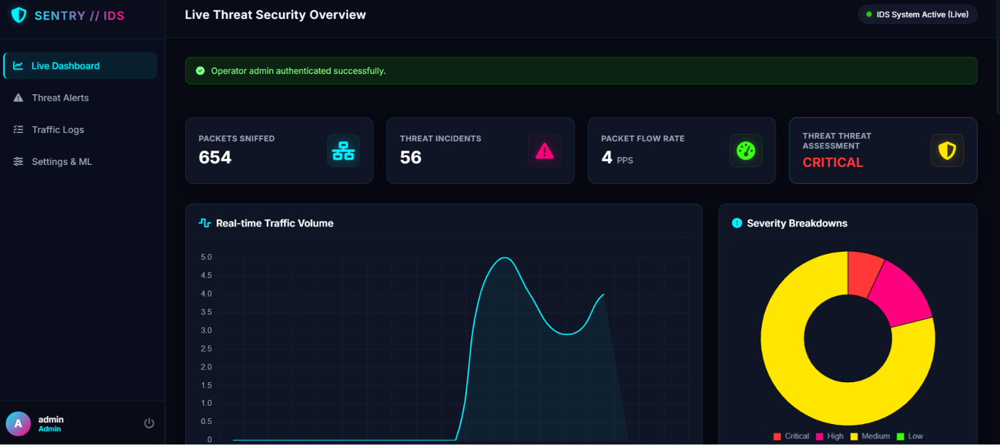 SENTRY // IDS
Live Threat Security Overview
IDS System Active (Live)
Live Dashboard
Threat Alerts
Traffic Logs
Settings & ML
Operator admin authenticated successfully.
PACKETS SNIFFED
654
THREAT INCIDENTS
56
PACKET FLOW RATE
4 PPS
THREAT THREAT
ASSESSMENT
CRITICAL
Real-time Traffic Volume
5.0
4.5
4.0
3.5
3.0
2.5
2.0
1.5
1.0
0.5
0
Severity Breakdowns
Critical High Medium Low
A
admin
Admin